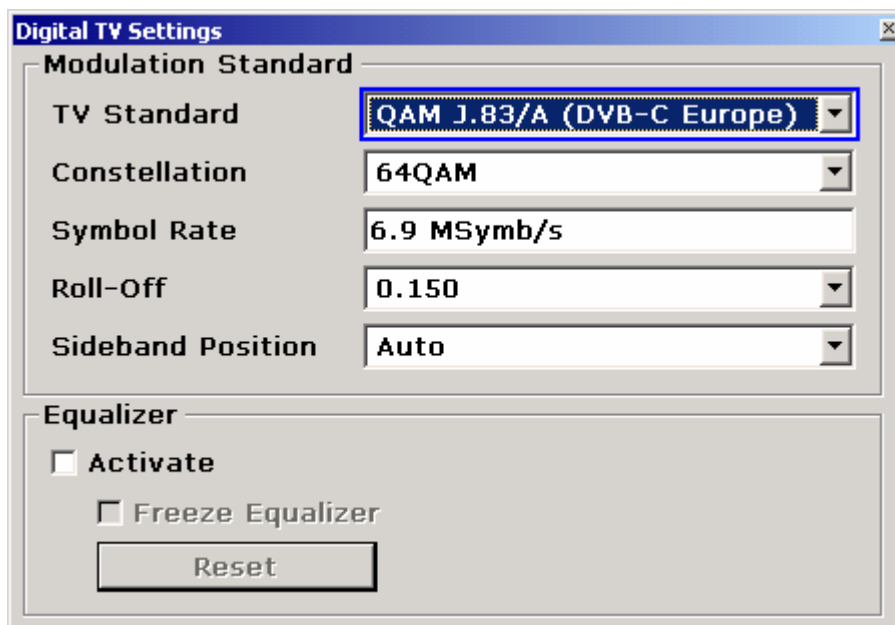 Digital TV Settings
Modulation Standard
TV Standard QAM J.83/A (DVB-C Europe)
Constellation 64QAM
Symbol Rate 6.9 MSymb/s
Roll-Off 0.150
Sideband Position Auto
Equalizer
Activate
Freeze Equalizer
Reset